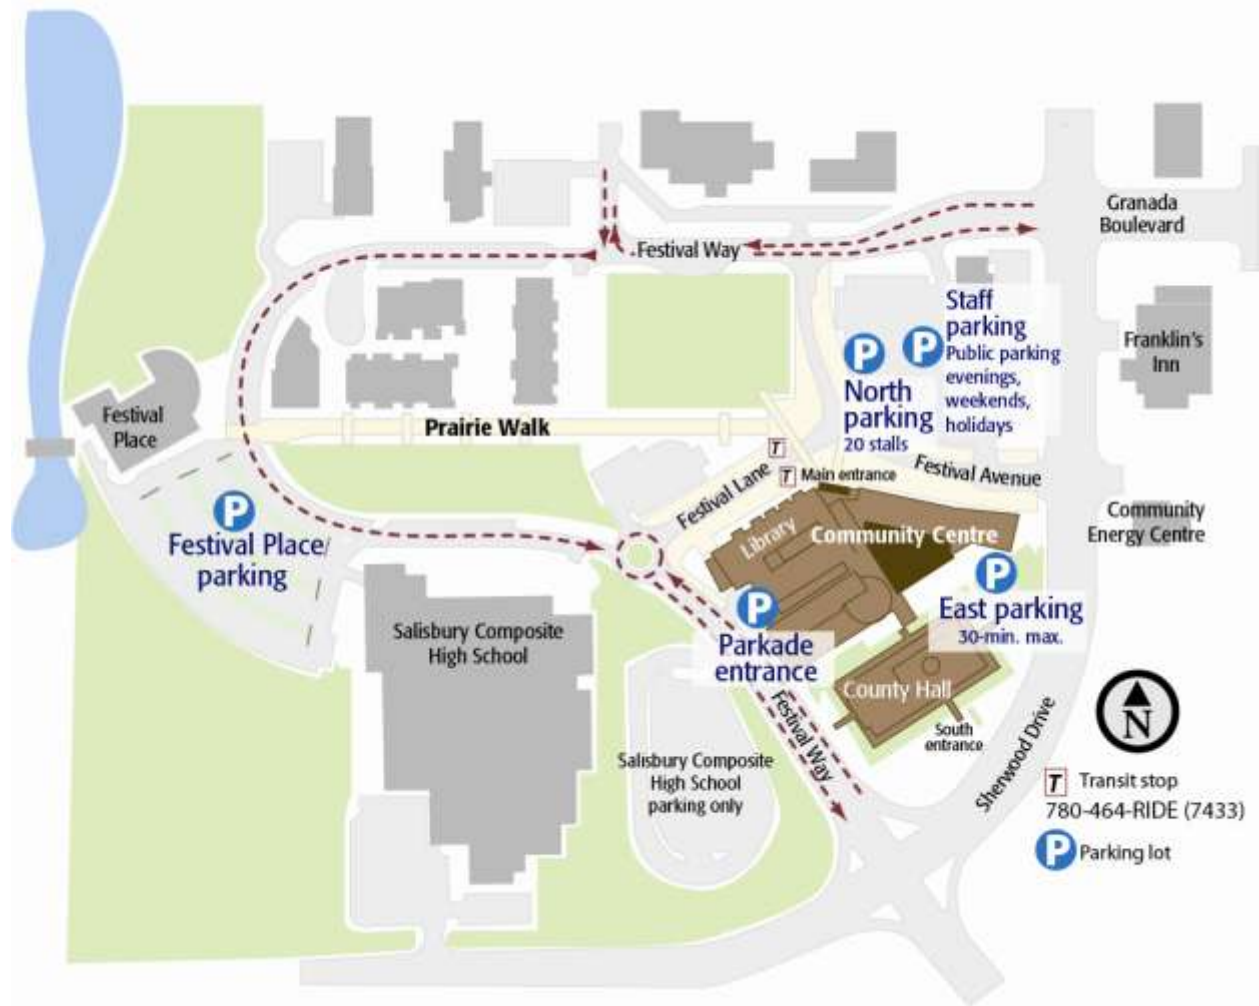 Granada
Boulevard
Festival Way
Staff
parking
Public parking
evenings,
weekends,
holidays
P
P
North
parking
20 stalls
Franklin's
Inn
Festival
Place
Prairie Walk
T
T
Main entrance
Festival Avenue
Festival Lane
P
Festival Place/
parking
Library
Community Centre
Community
Energy Centre
P
East parking
30-min. max.
P
Parkade
entrance
Salisbury Composite
High School
County Hall
South
entrance
Festival Way
Sherwood Drive
Salisbury Composite
High School
parking only
N
T Transit stop
780-464-RIDE (7433)
P Parking lot